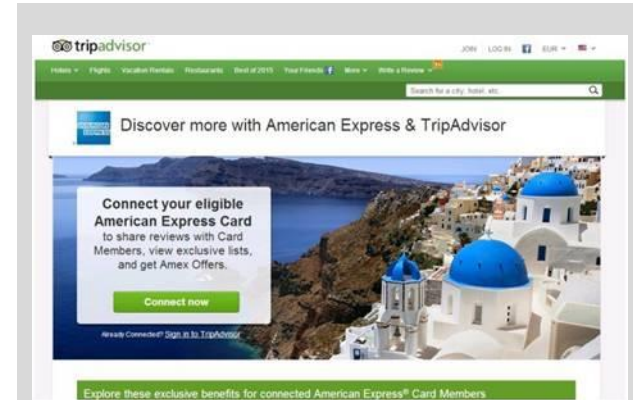 tripadvisor
JOIN LOG IN EUR
Hotels Flights Vacation Rentals Restaurants Best of 2015 Your Friends More Write a Review
Search for a city, hotel, etc.
AMERICAN EXPRESS
Discover more with American Express & TripAdvisor
Connect your eligible
American Express Card
to share reviews with Card
Members, view exclusive lists,
and get Amex Offers.
Connect now
Already Connected? Sign in to TripAdvisor
Explore these exclusive benefits for connected American Express® Card Members